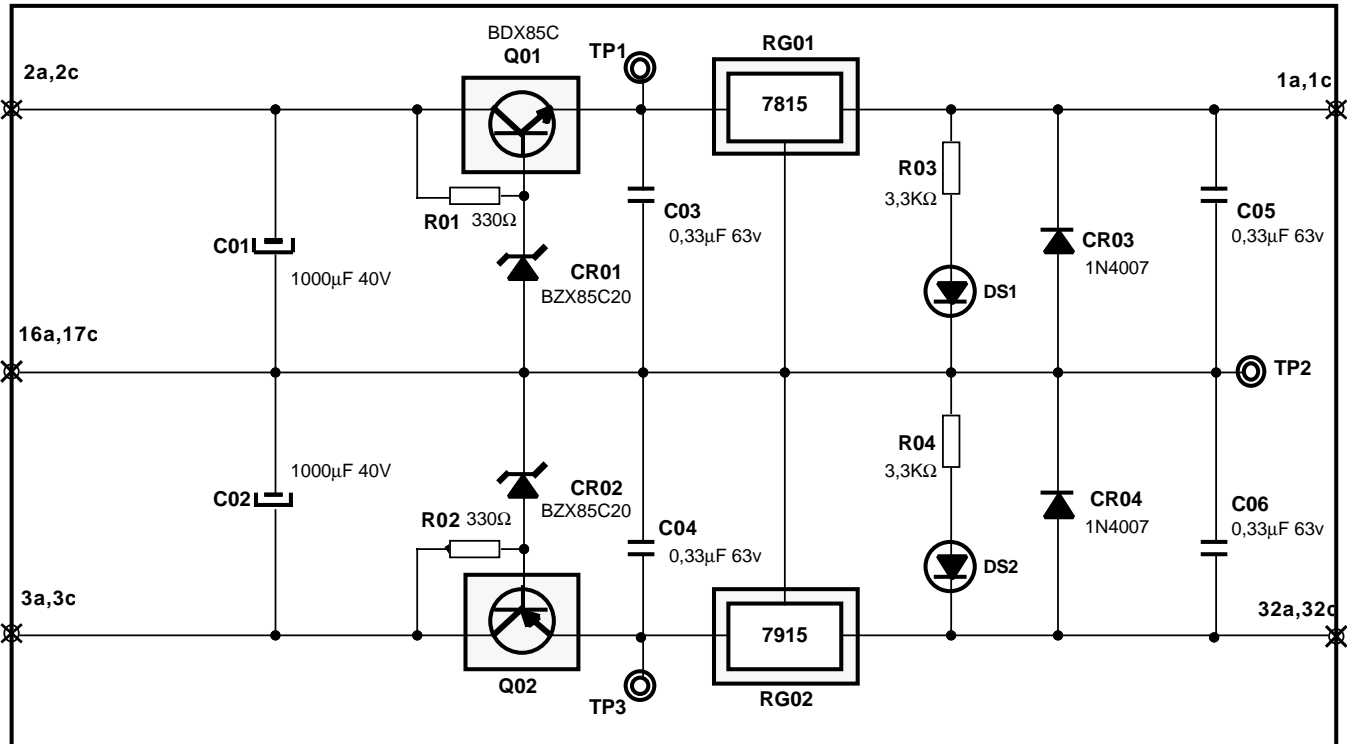 BDX85C
Q01
TP1
RG01
2a,2c
1a,1c
7815
R03
3,3KΩ
R01 330Ω
C03
0,33µF 63v
C05
0,33µF 63v
C01
1000µF 40V
CR01
BZX85C20
CR03
1N4007
DS1
16a,17c
TP2
R04
3,3KΩ
1000µF 40V
C02
CR02
BZX85C20
R02 330Ω
C04
0,33µF 63v
CR04
1N4007
C06
0,33µF 63v
DS2
3a,3c
32a,32c
7915
Q02
TP3
RG02